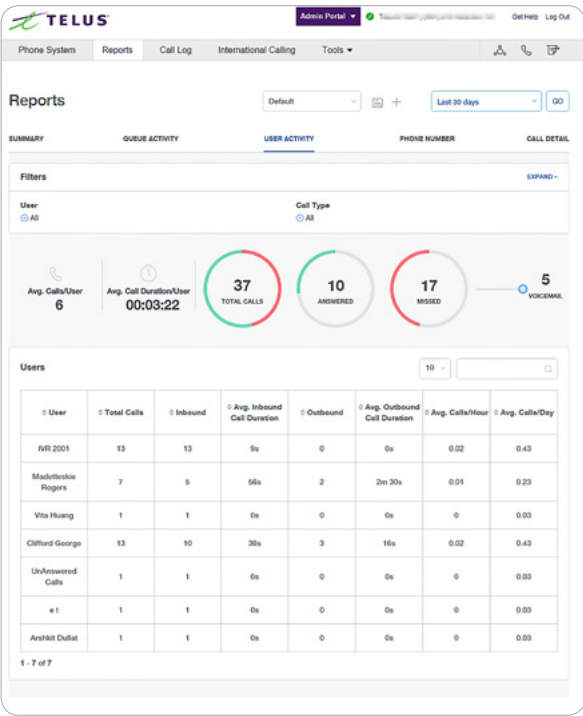 TELUS
Admin Portal ▼ Get Help Log Out
Phone System Reports Call Log International Calling Tools ▼
Reports Default Last 30 days GO
SUMMARY QUEUE ACTIVITY USER ACTIVITY PHONE NUMBER CALL DETAIL
Filters EXPAND
User Call Type
All All
Avg. Calls/User
6
Avg. Call Duration/User
00:03:22
37
TOTAL CALLS
10
ANSWERED
17
MISSED
5
VOICEMAIL
Users 10
User Total Calls Inbound Avg. Inbound Call Duration Outbound Avg. Outbound Call Duration Avg. Calls/Hour Avg. Calls/Day
IVR 2001 13 13 9s 0 0s 0.02 0.43
Madetteskie Rogers 7 5 56s 2 2m 30s 0.01 0.23
Vita Huang 1 1 0s 0 0s 0 0.03
Clifford George 13 10 36s 3 16s 0.02 0.43
UnAnswered Calls 1 1 0s 0 0s 0 0.03
e t 1 1 0s 0 0s 0 0.03
Arshkit Dullat 1 1 0s 0 0s 0 0.03
1 - 7 of 7